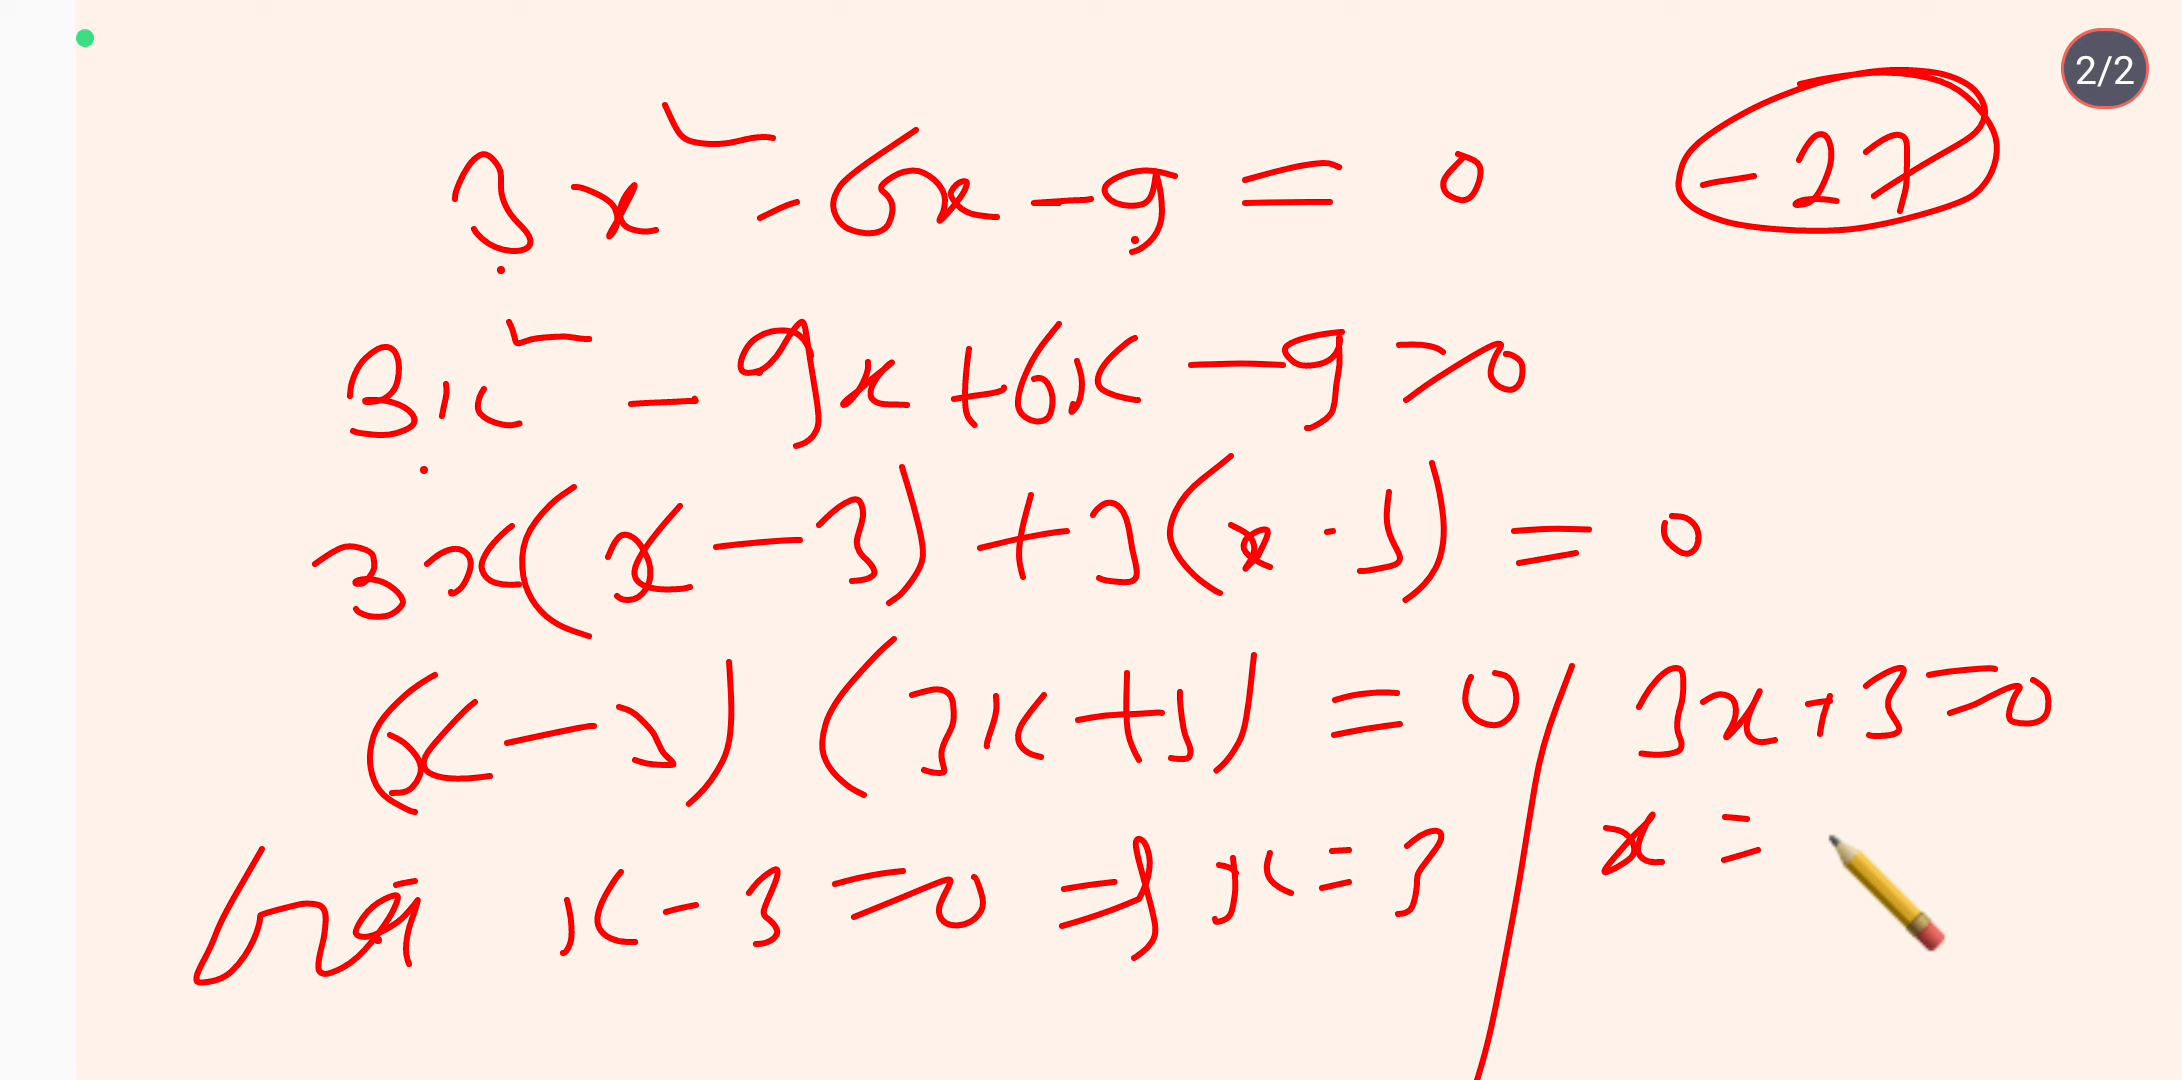 2/2
3x² - 6x - 9 = 0 -27
3x² - 9x + 6x - 9 = 0
3x(x - 3) + 3(x - 3) = 0
(x - 3) (3x + 3) = 0 / 3x + 3 = 0
x =
x - 3 = 0 ⇒ x = 3